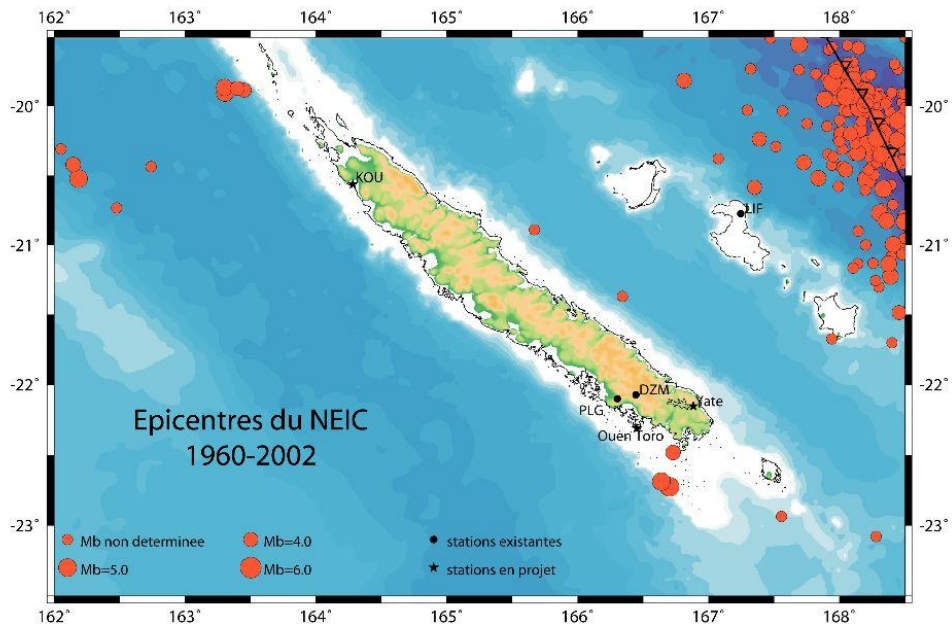 162˚ 163˚ 164˚ 165˚ 166˚ 167˚ 168˚
-20˚ -20˚
KOU
LIF
-21˚ -21˚
-22˚ -22˚
DZM
PLG
Yate
Ouen Toro
Epicentres du NEIC
1960-2002
-23˚ -23˚
Mb non determinee Mb=4.0 stations existantes
Mb=5.0 Mb=6.0 stations en projet
162˚ 163˚ 164˚ 165˚ 166˚ 167˚ 168˚